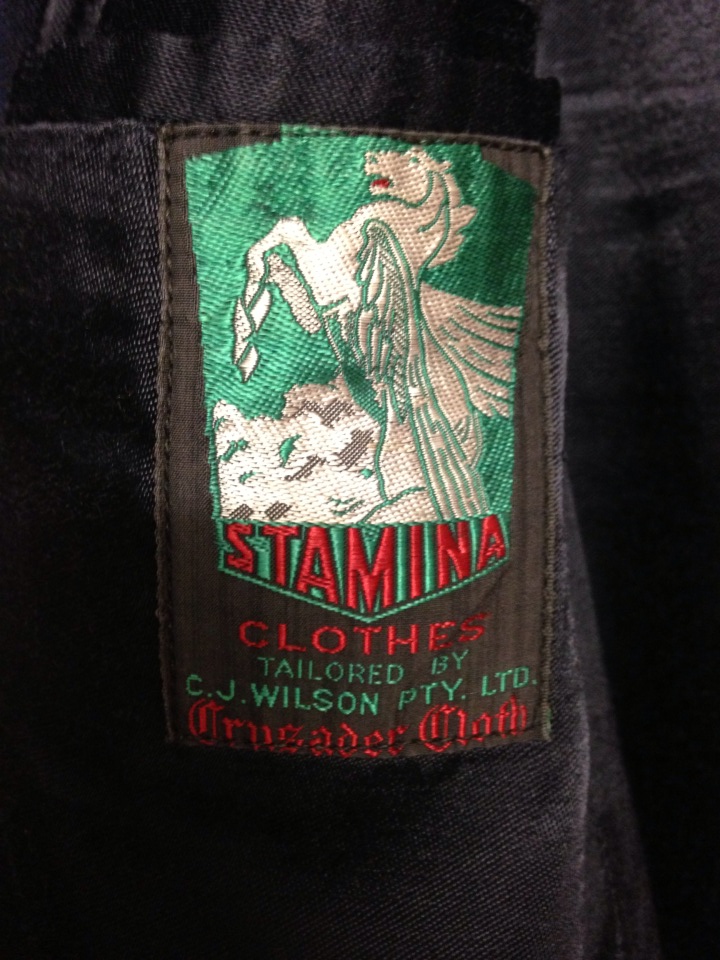 STAMINA
CLOTHES
TAILORED BY
C.J. WILSON PTY. LTD.
Crusader Cloth